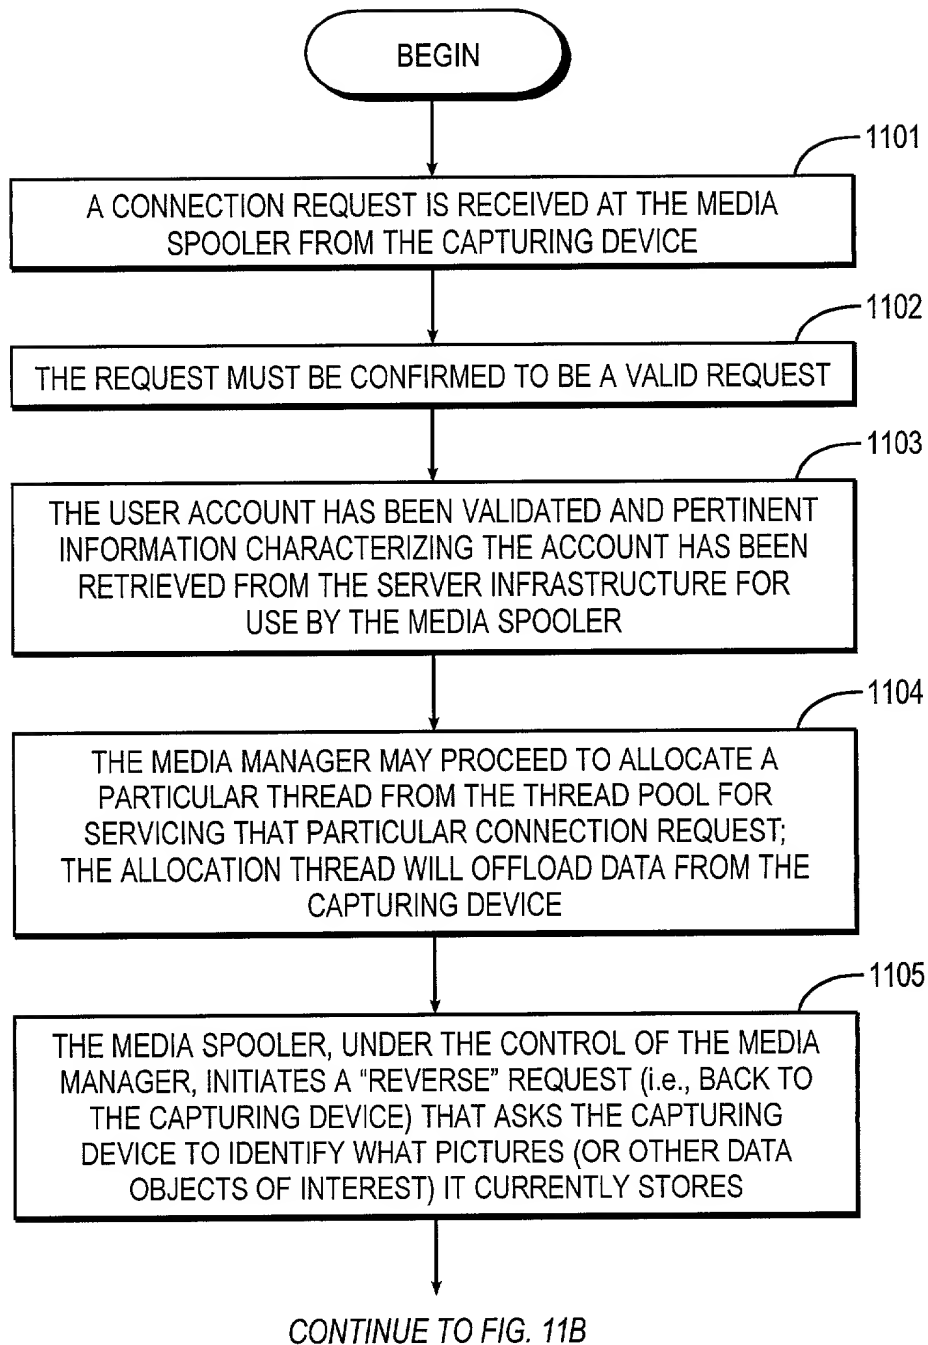 BEGIN
1101
A CONNECTION REQUEST IS RECEIVED AT THE MEDIA
SPOOLER FROM THE CAPTURING DEVICE
1102
THE REQUEST MUST BE CONFIRMED TO BE A VALID REQUEST
1103
THE USER ACCOUNT HAS BEEN VALIDATED AND PERTINENT
INFORMATION CHARACTERIZING THE ACCOUNT HAS BEEN
RETRIEVED FROM THE SERVER INFRASTRUCTURE FOR
USE BY THE MEDIA SPOOLER
1104
THE MEDIA MANAGER MAY PROCEED TO ALLOCATE A
PARTICULAR THREAD FROM THE THREAD POOL FOR
SERVICING THAT PARTICULAR CONNECTION REQUEST;
THE ALLOCATION THREAD WILL OFFLOAD DATA FROM THE
CAPTURING DEVICE
1105
THE MEDIA SPOOLER, UNDER THE CONTROL OF THE MEDIA
MANAGER, INITIATES A “REVERSE” REQUEST (i.e., BACK TO
THE CAPTURING DEVICE) THAT ASKS THE CAPTURING
DEVICE TO IDENTIFY WHAT PICTURES (OR OTHER DATA
OBJECTS OF INTEREST) IT CURRENTLY STORES
CONTINUE TO FIG. 11B